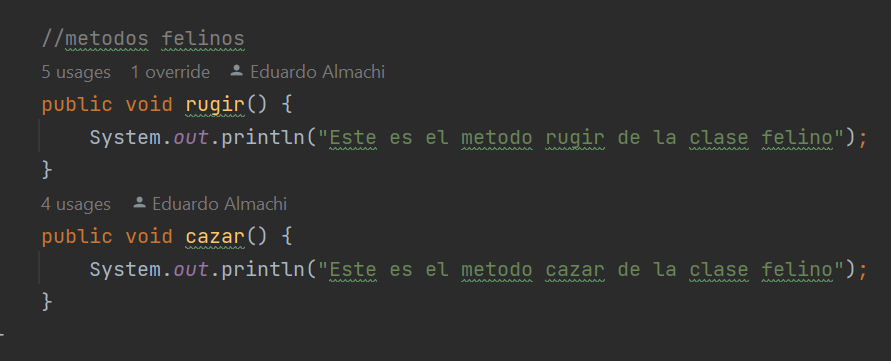 //metodos felinos
5 usages 1 override Eduardo Almachi
public void rugir() {
System.out.println("Este es el metodo rugir de la clase felino");
}
4 usages Eduardo Almachi
public void cazar() {
System.out.println("Este es el metodo cazar de la clase felino");
}